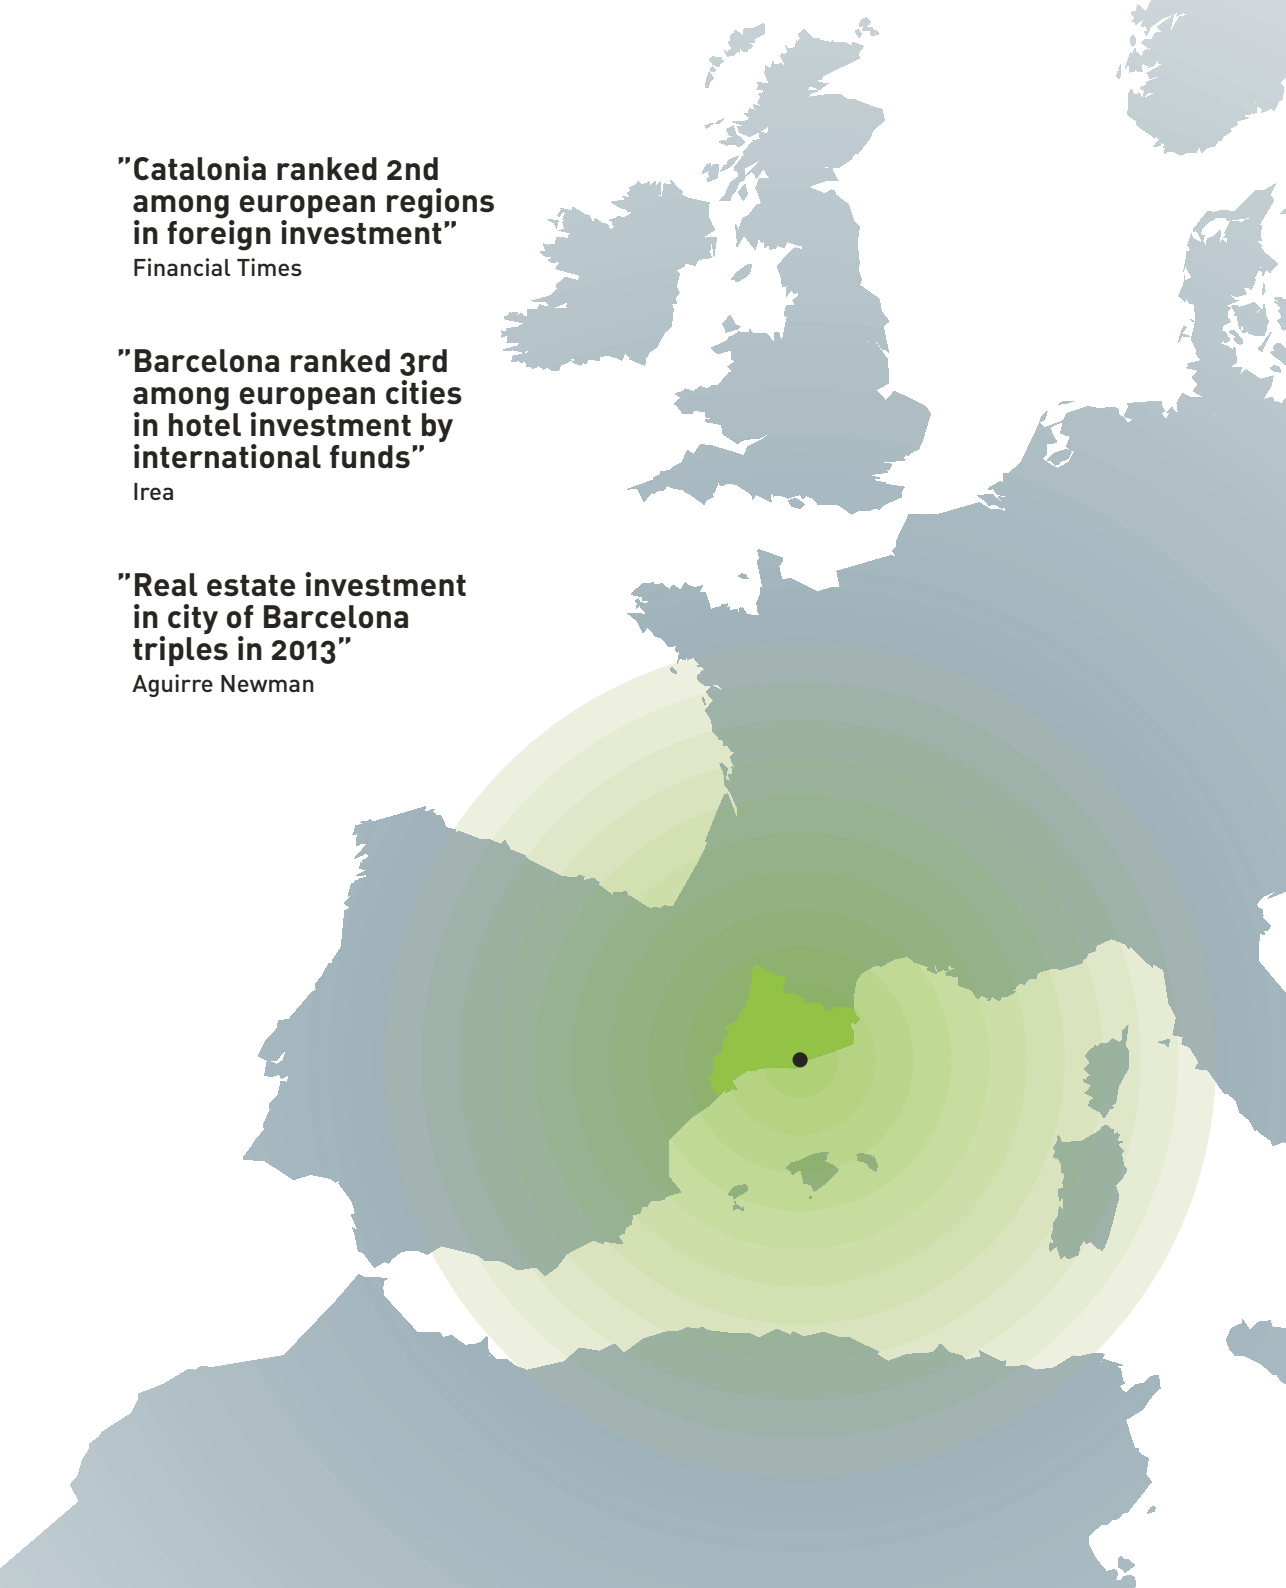 ”Catalonia ranked 2nd
among european regions
in foreign investment”
Financial Times
”Barcelona ranked 3rd
among european cities
in hotel investment by
international funds”
Irea
”Real estate investment
in city of Barcelona
triples in 2013”
Aguirre Newman